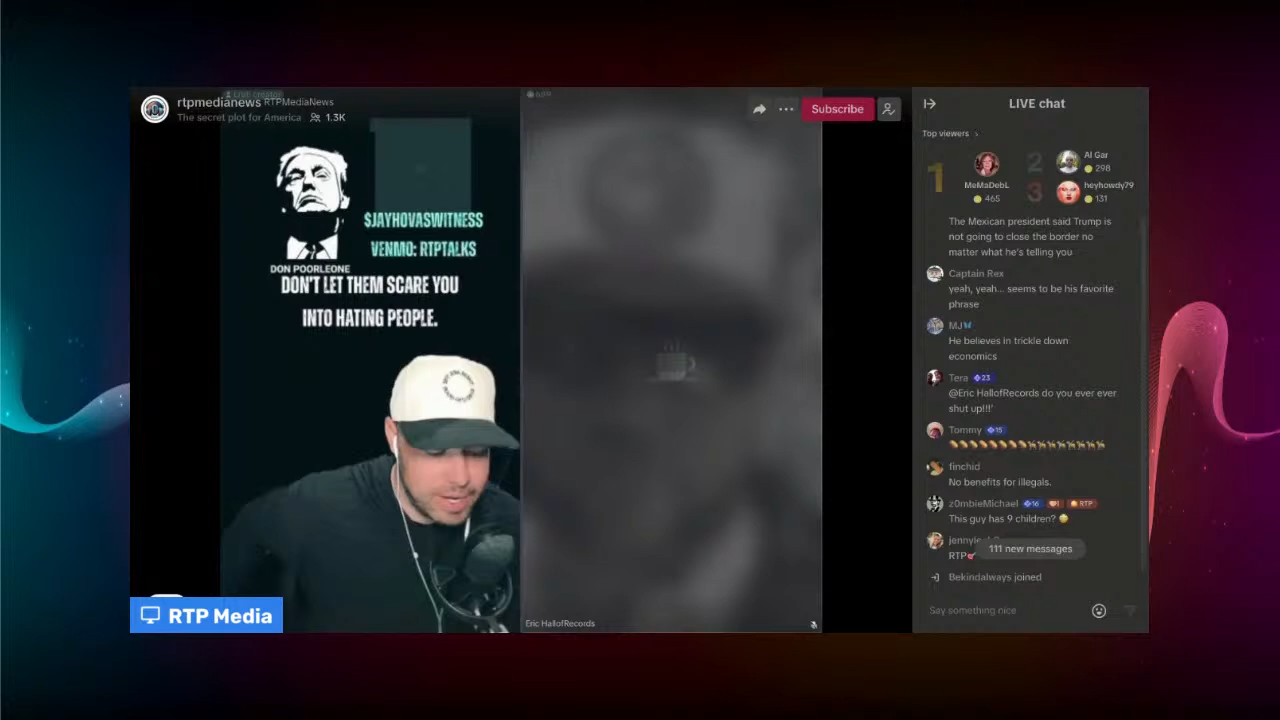 LIVE creator
rtpmedianews RTPMediaNews
The secret plot for America 1.3K
$JAYHOVASWITNESS
VENMO: RTPTALKS
DON POORLEONE
DON'T LET THEM SCARE YOU
INTO HATING PEOPLE.
RTP Media
Eric HallofRecords
Subscribe
LIVE chat
Top viewers
1
MeMaDebL
465
2
Al Gar
298
3
heyhowdy79
131
The Mexican president said Trump is
not going to close the border no
matter what he's telling you
Captain Rex
yeah, yeah... seems to be his favorite
phrase
MJ
He believes in trickle down
economics
Tera 23
@Eric HallofRecords do you ever ever
shut up!!!'
Tommy 15
finchid
No benefits for illegals.
z0mbieMichael 16 RTP
This guy has 9 children?
RTP
111 new messages
Bekindalways joined
Say something nice